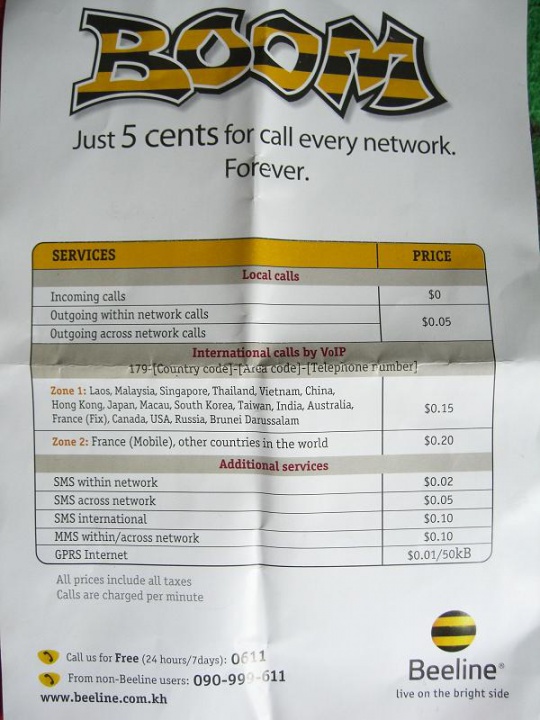 BOOM
Just 5 cents for call every network.
Forever.
SERVICES PRICE
Local calls
Incoming calls $0
Outgoing within network calls $0.05
Outgoing across network calls
International calls by VoIP
179-[Country code]-[Area code]-[Telephone number]
Zone 1: Laos, Malaysia, Singapore, Thailand, Vietnam, China,
Hong Kong, Japan, Macau, South Korea, Taiwan, India, Australia,
France (Fix), Canada, USA, Russia, Brunei Darussalam
$0.15
Zone 2: France (Mobile), other countries in the world $0.20
Additional services
SMS within network $0.02
SMS across network $0.05
SMS international $0.10
MMS within/across network $0.10
GPRS Internet $0.01/50kB
All prices include all taxes
Calls are charged per minute
Call us for Free (24 hours/7days): 0611
From non-Beeline users: 090-999-611
www.beeline.com.kh
Beeline®
live on the bright side